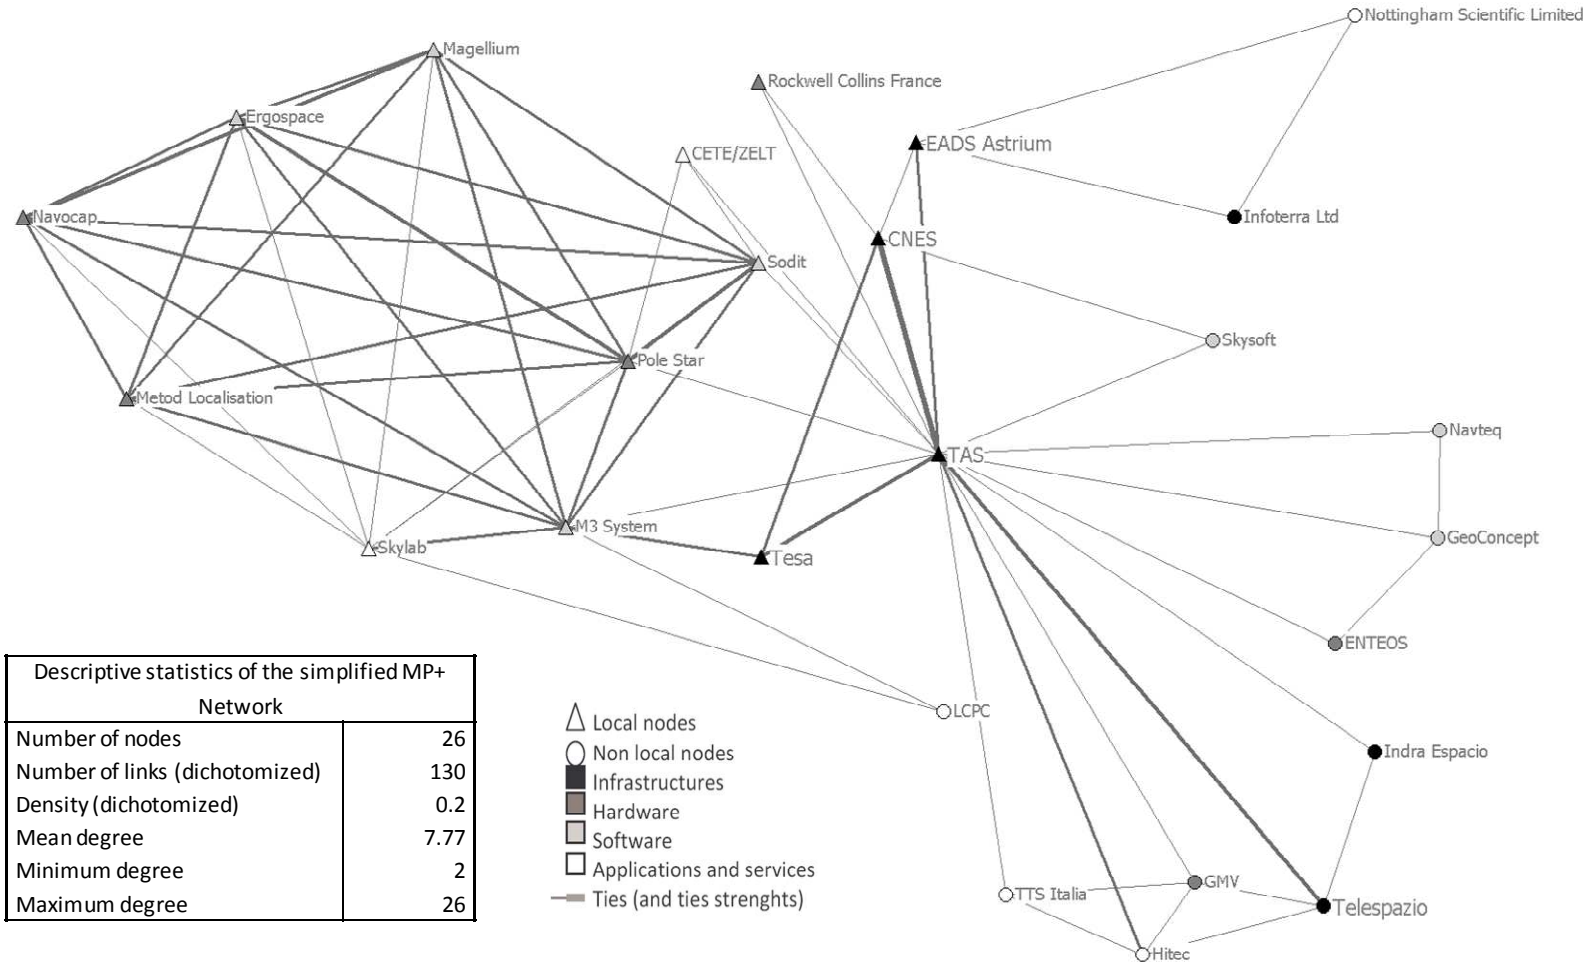 Nottingham Scientific Limited
Magellium
Rockwell Collins France
Ergospace
EADS Astrium
CETE/ZELT
Navocap
Infoterra Ltd
CNES
Sodit
Skysoft
Pole Star
Metod Localisation
Navteq
TAS
M3 System
GeoConcept
Skylab
Tesa
ENTEOS
LCPC
Indra Espacio
GMV
TTS Italia
Telespazio
Hitec
Descriptive statistics of the simplified MP+
Network
Number of nodes 26
Number of links (dichotomized) 130
Density (dichotomized) 0.2
Mean degree 7.77
Minimum degree 2
Maximum degree 26
Local nodes
Non local nodes
Infrastructures
Hardware
Software
Applications and services
Ties (and ties strenghts)